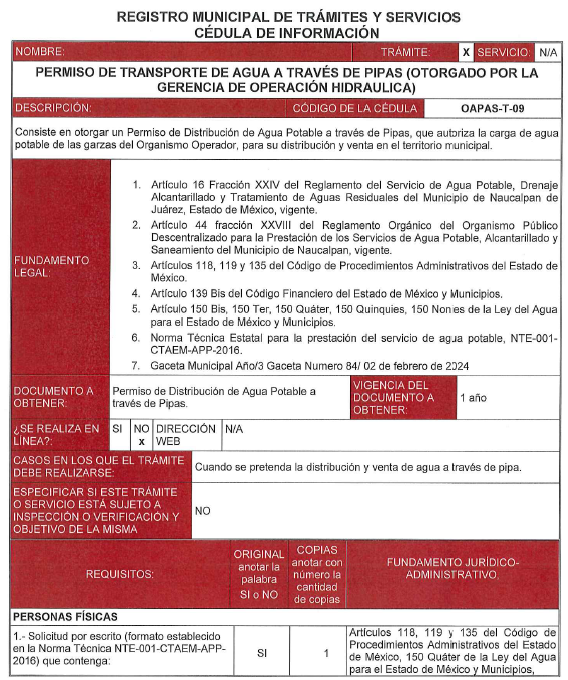 REGISTRO MUNICIPAL DE TRÁMITES Y SERVICIOS
CÉDULA DE INFORMACIÓN
NOMBRE: TRÁMITE: X SERVICIO: N/A
PERMISO DE TRANSPORTE DE AGUA A TRAVÉS DE PIPAS (OTORGADO POR LA
GERENCIA DE OPERACIÓN HIDRAULICA)
DESCRIPCIÓN: CÓDIGO DE LA CÉDULA OAPAS-T-09
Consiste en otorgar un Permiso de Distribución de Agua Potable a través de Pipas, que autoriza la carga de agua
potable de las garzas del Organismo Operador, para su distribución y venta en el territorio municipal.
FUNDAMENTO
LEGAL:
1. Artículo 16 Fracción XXIV del Reglamento del Servicio de Agua Potable, Drenaje
Alcantarillado y Tratamiento de Aguas Residuales del Municipio de Naucalpan de
Juárez, Estado de México, vigente.
2. Artículo 44 fracción XXVIII del Reglamento Orgánico del Organismo Público
Descentralizado para la Prestación de los Servicios de Agua Potable, Alcantarillado y
Saneamiento del Municipio de Naucalpan, vigente.
3. Artículos 118, 119 y 135 del Código de Procedimientos Administrativos del Estado de
México.
4. Artículo 139 Bis del Código Financiero del Estado de México y Municipios.
5. Artículo 150 Bis, 150 Ter, 150 Quáter, 150 Quinquies, 150 Nonies de la Ley del Agua
para el Estado de México y Municipios.
6. Norma Técnica Estatal para la prestación del servicio de agua potable, NTE-001-
CTAEM-APP-2016.
7. Gaceta Municipal Año/3 Gaceta Numero 84/ 02 de febrero de 2024
DOCUMENTO A
OBTENER:
Permiso de Distribución de Agua Potable a
través de Pipas.
VIGENCIA DEL
DOCUMENTO A
OBTENER:
1 año
¿SE REALIZA EN
LÍNEA?:
SI
NO
x
DIRECCIÓN
WEB
N/A
CASOS EN LOS QUE EL TRÁMITE
DEBE REALIZARSE:
Cuando se pretenda la distribución y venta de agua a través de pipa.
ESPECIFICAR SI ESTE TRÁMITE
O SERVICIO ESTÁ SUJETO A
INSPECCIÓN O VERIFICACIÓN Y
OBJETIVO DE LA MISMA
NO
REQUISITOS:
ORIGINAL
anotar la
palabra
SI o NO
COPIAS
anotar con
número la
cantidad
de copias
FUNDAMENTO JURÍDICO-
ADMINISTRATIVO.
PERSONAS FÍSICAS
1.- Solicitud por escrito (formato establecido
en la Norma Técnica NTE-001-CTAEM-APP-
2016) que contenga:
SI
1
Artículos 118, 119 y 135 del Código de
Procedimientos Administrativos del Estado
de México, 150 Quáter de la Ley del Agua
para el Estado de México y Municipios,